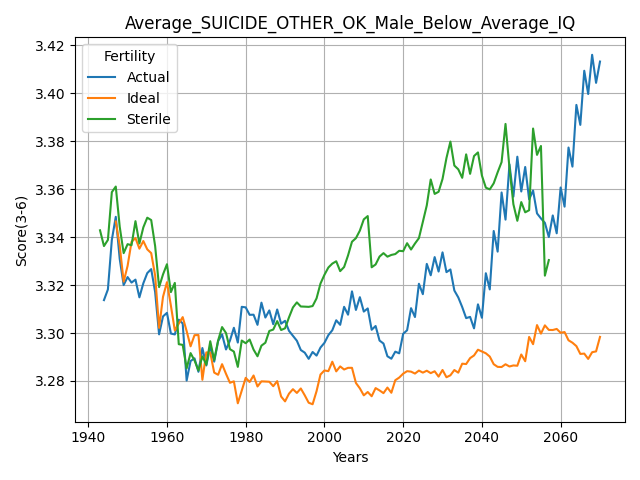 Average_SUICIDE_OTHER_OK_Male_Below_Average_IQ
Fertility
Actual
Ideal
Sterile
3.42
3.40
3.38
3.36
3.34
3.32
3.30
3.28
Score(3-6)
1940
1960
1980
2000
2020
2040
2060
Years